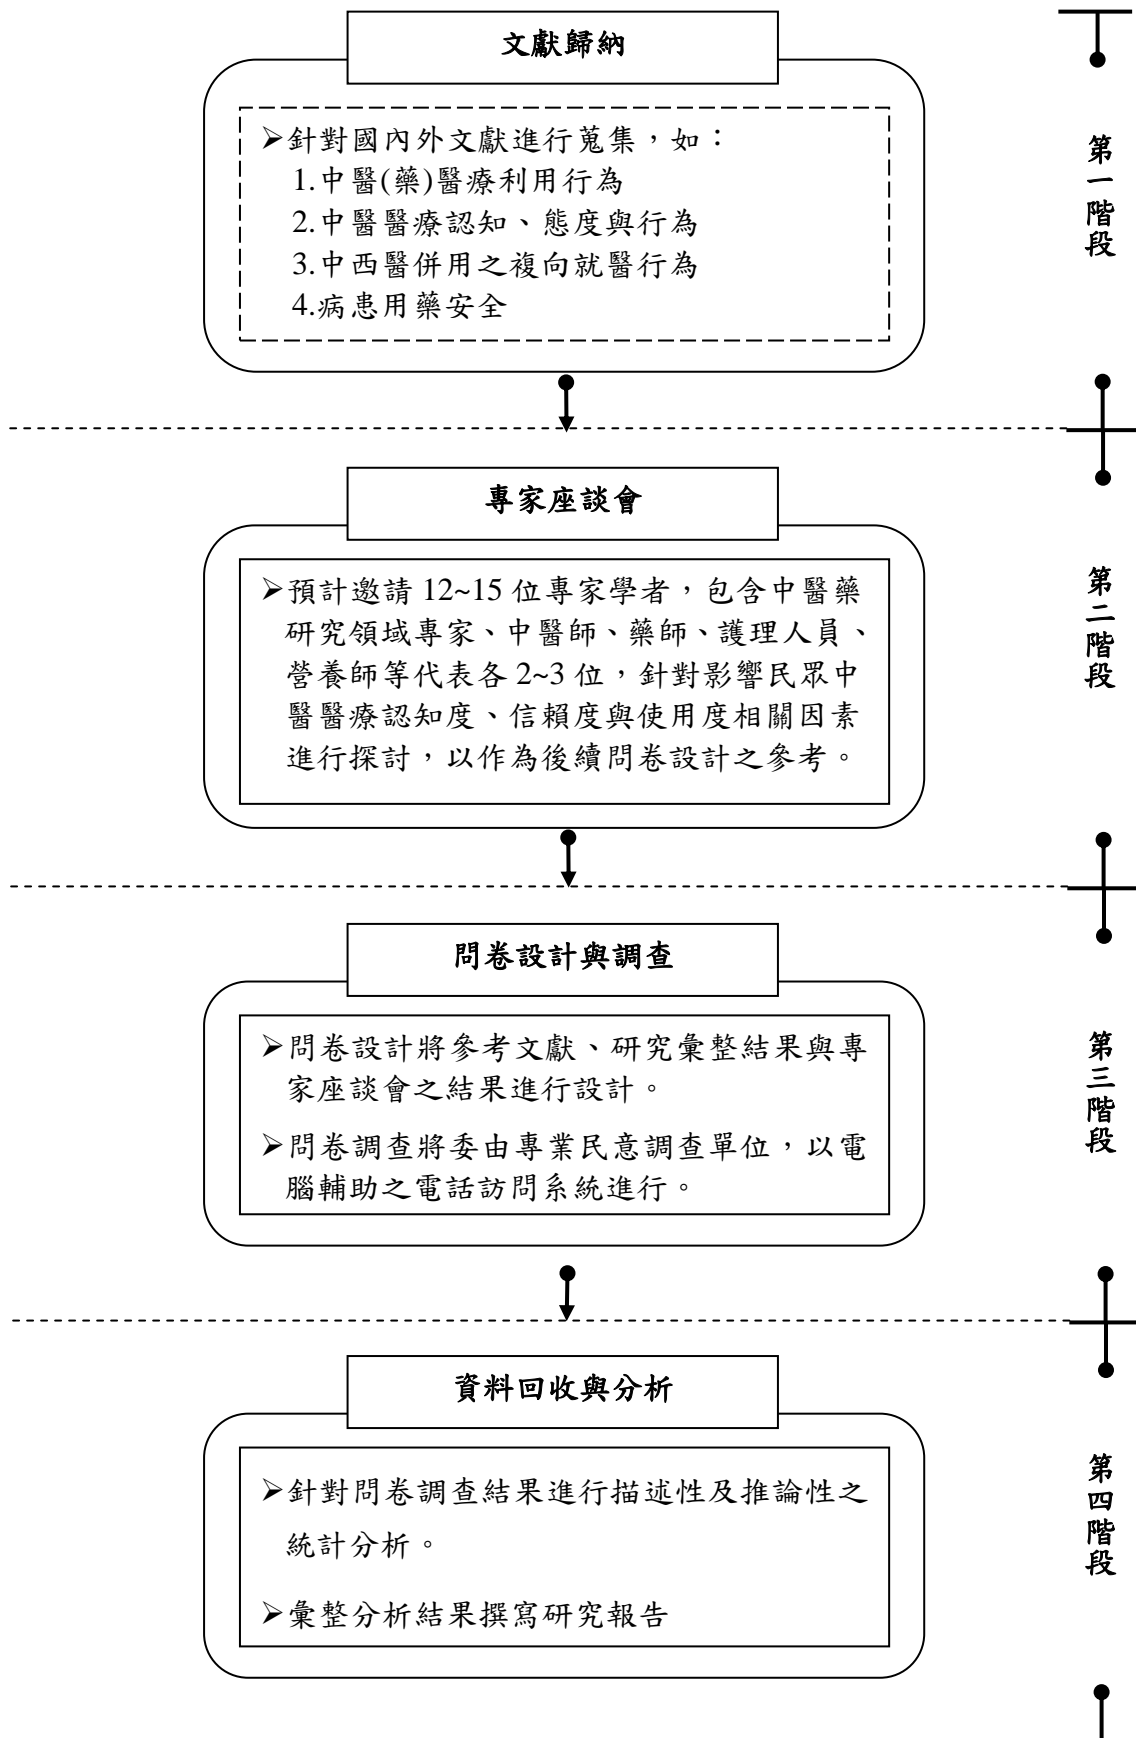 文獻歸納
➢針對國內外文獻進行蒐集，如：
1.中醫(藥)醫療利用行為
2.中醫醫療認知、態度與行為
3.中西醫併用之複向就醫行為
4.病患用藥安全
第一階段
專家座談會
➢預計邀請 12~15 位專家學者，包含中醫藥
研究領域專家、中醫師、藥師、護理人員、
營養師等代表各 2~3 位，針對影響民眾中
醫醫療認知度、信賴度與使用度相關因素
進行探討，以作為後續問卷設計之參考。
第二階段
問卷設計與調查
➢問卷設計將參考文獻、研究彙整結果與專
家座談會之結果進行設計。
➢問卷調查將委由專業民意調查單位，以電
腦輔助之電話訪問系統進行。
第三階段
資料回收與分析
➢針對問卷調查結果進行描述性及推論性之
統計分析。
➢彙整分析結果撰寫研究報告
第四階段